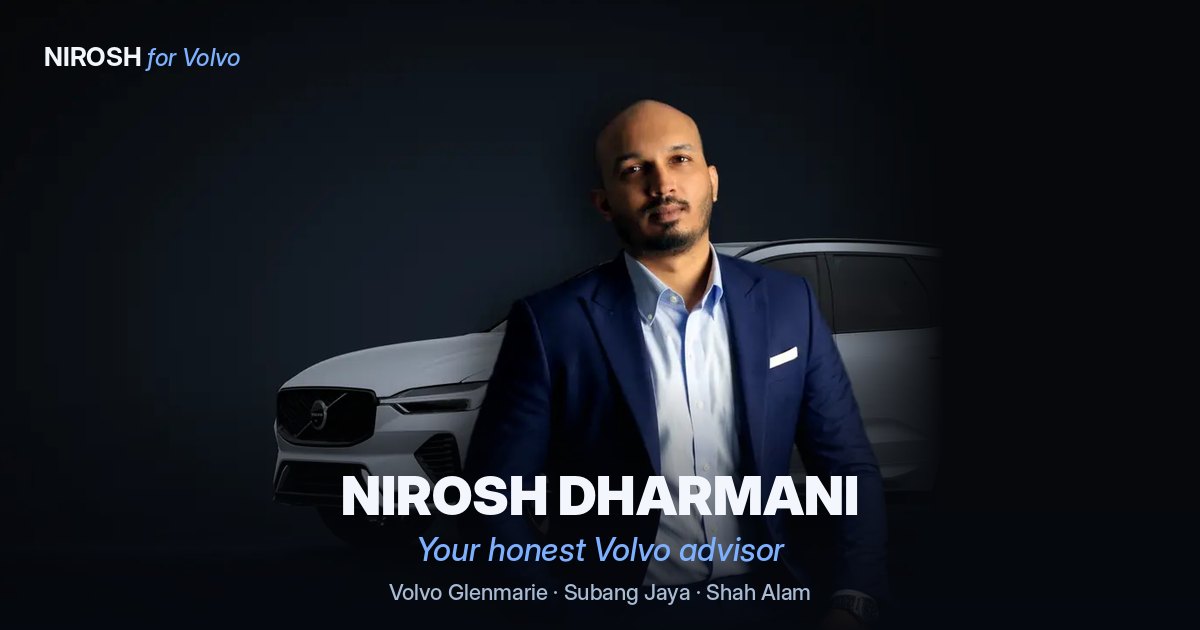 NIROSH for Volvo
NIROSH DHARMANI
Your honest Volvo advisor
Volvo Glenmarie · Subang Jaya · Shah Alam